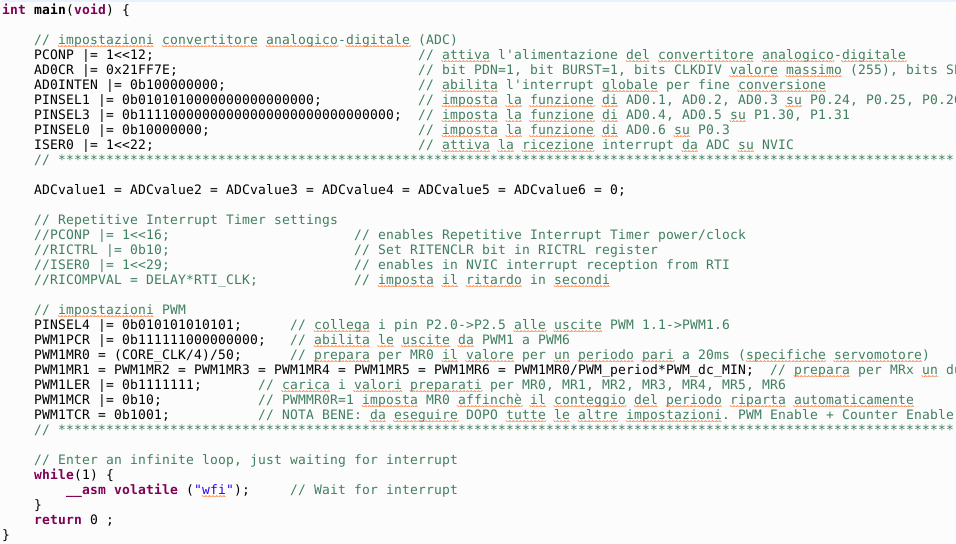 int main(void) {
// impostazioni convertitore analogico-digitale (ADC)
PCONP |= 1<<12; // attiva l'alimentazione del convertitore analogico-digitale
AD0CR |= 0x21FF7E; // bit PDN=1, bit BURST=1, bits CLKDIV valore massimo (255), bits
AD0INTEN |= 0b100000000; // abilita l'interrupt globale per fine conversione
PINSEL1 |= 0b0101010000000000000000; // imposta la funzione di AD0.1, AD0.2, AD0.3 su P0.24, P0.25,
PINSEL3 |= 0b11110000000000000000000000000000; // imposta la funzione di AD0.4, AD0.5 su P1.30, P1.31
PINSEL0 |= 0b10000000; // imposta la funzione di AD0.6 su P0.3
ISER0 |= 1<<22; // attiva la ricezione interrupt da ADC su NVIC
// ****************************************************************************************************************
ADCvalue1 = ADCvalue2 = ADCvalue3 = ADCvalue4 = ADCvalue5 = ADCvalue6 = 0;
// Repetitive Interrupt Timer settings
//PCONP |= 1<<16; // enables Repetitive Interrupt Timer power/clock
//RICTRL |= 0b10; // Set RITENCLR bit in RICTRL register
//ISER0 |= 1<<29; // enables in NVIC interrupt reception from RTI
//RICOMPVAL = DELAY*RTI_CLK; // imposta il ritardo in secondi
// impostazioni PWM
PINSEL4 |= 0b010101010101; // collega i pin P2.0->P2.5 alle uscite PWM 1.1->PWM1.6
PWM1PCR |= 0b111111000000000; // abilita le uscite da PWM1 a PWM6
PWM1MR0 = (CORE_CLK/4)/50; // prepara per MR0 il valore per un periodo pari a 20ms (specifiche servomotore)
PWM1MR1 = PWM1MR2 = PWM1MR3 = PWM1MR4 = PWM1MR5 = PWM1MR6 = PWM1MR0/PWM_period*PWM_dc_MIN; // prepara per MRx un
PWM1LER |= 0b1111111; // carica i valori preparati per MR0, MR1, MR2, MR3, MR4, MR5, MR6
PWM1MCR |= 0b10; // PWMMR0R=1 imposta MR0 affinchè il conteggio del periodo riparta automaticamente
PWM1TCR = 0b1001; // NOTA BENE: da eseguire DOPO tutte le altre impostazioni. PWM Enable + Counter Enable
// ****************************************************************************************************************
// Enter an infinite loop, just waiting for interrupt
while(1) {
__asm volatile ("wfi"); // Wait for interrupt
}
return 0 ;
}